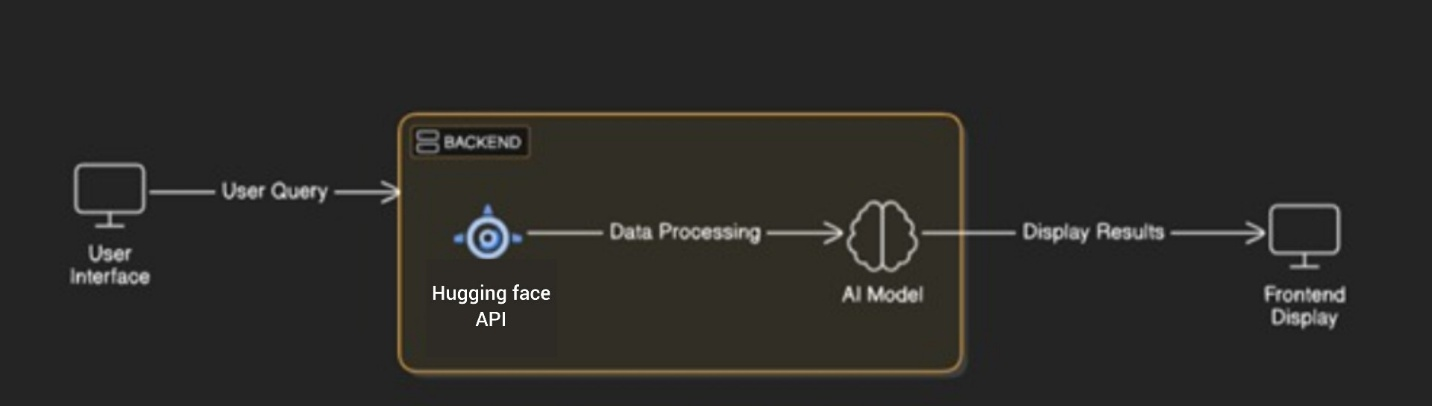 BACKEND
User Query
User
Interface
Data Processing
Hugging face
API
AI Model
Display Results
Frontend
Display